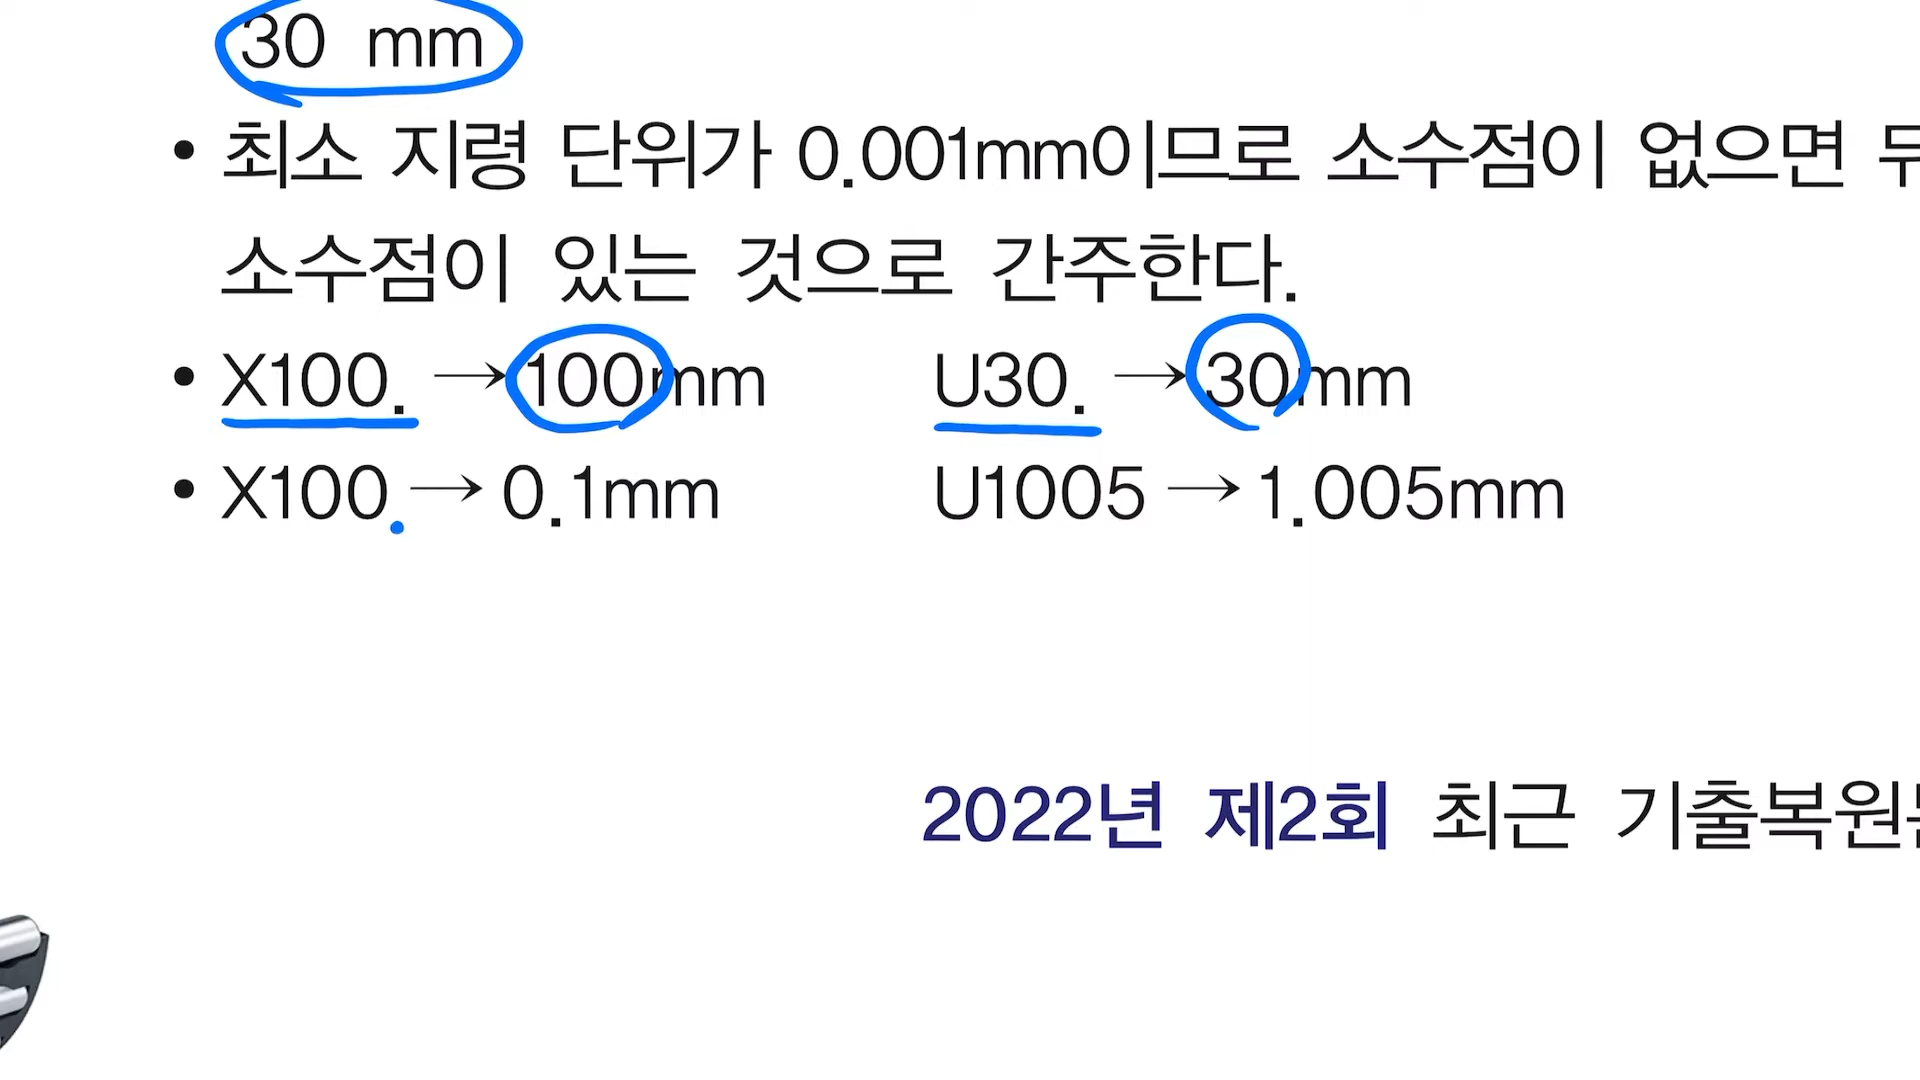 30 mm
• 최소 지령 단위가 0.001mm이므로 소수점이 없으면
소수점이 있는 것으로 간주한다.
• X100. → 100mm U30. → 30mm
• X100 → 0.1mm U1005 → 1.005mm
2022년 제2회 최근 기출복원